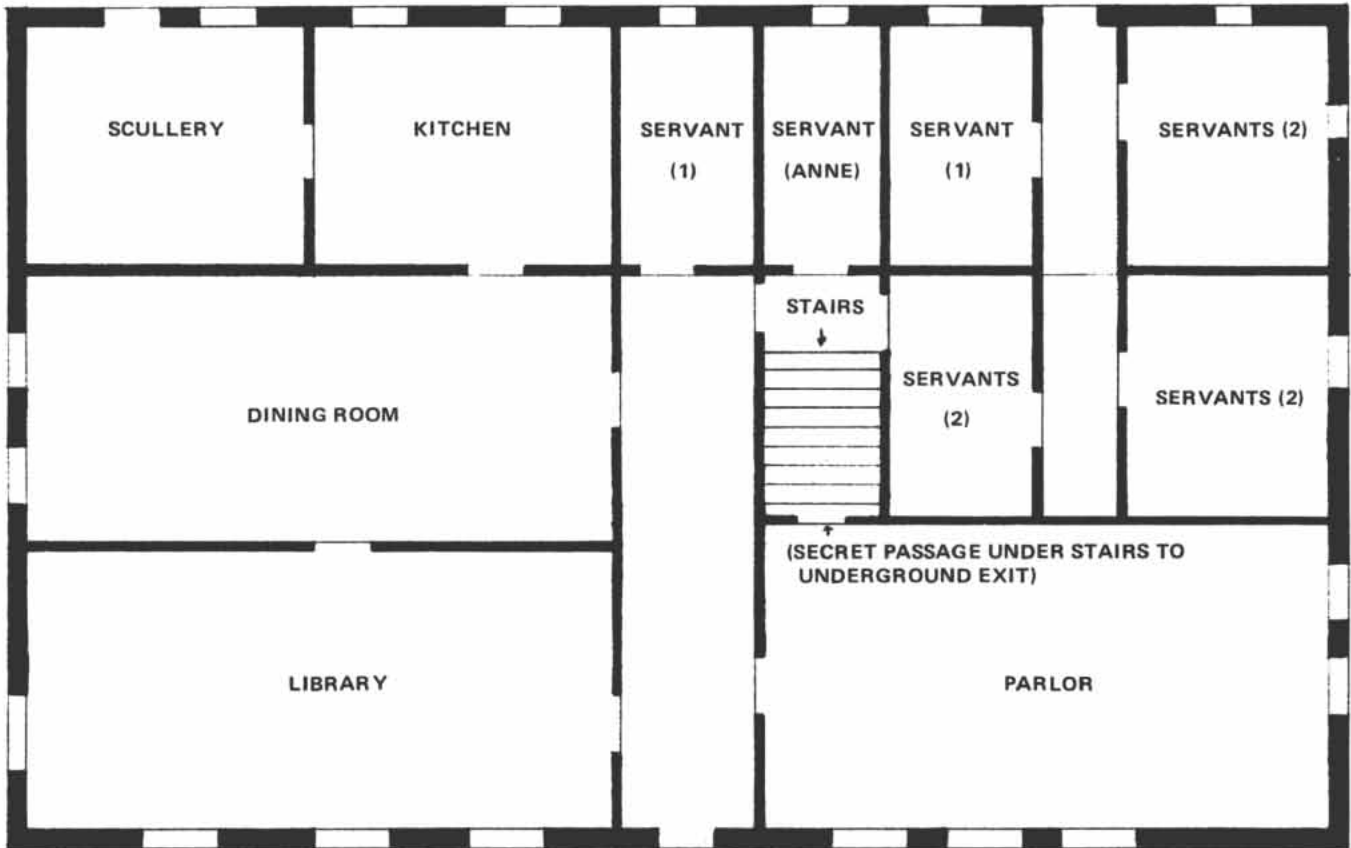 SCULLERY
KITCHEN
SERVANT
(1)
SERVANT
(ANNE)
SERVANT
(1)
SERVANTS (2)
STAIRS
DINING ROOM
SERVANTS
(2)
SERVANTS (2)
(SECRET PASSAGE UNDER STAIRS TO
UNDERGROUND EXIT)
LIBRARY
PARLOR